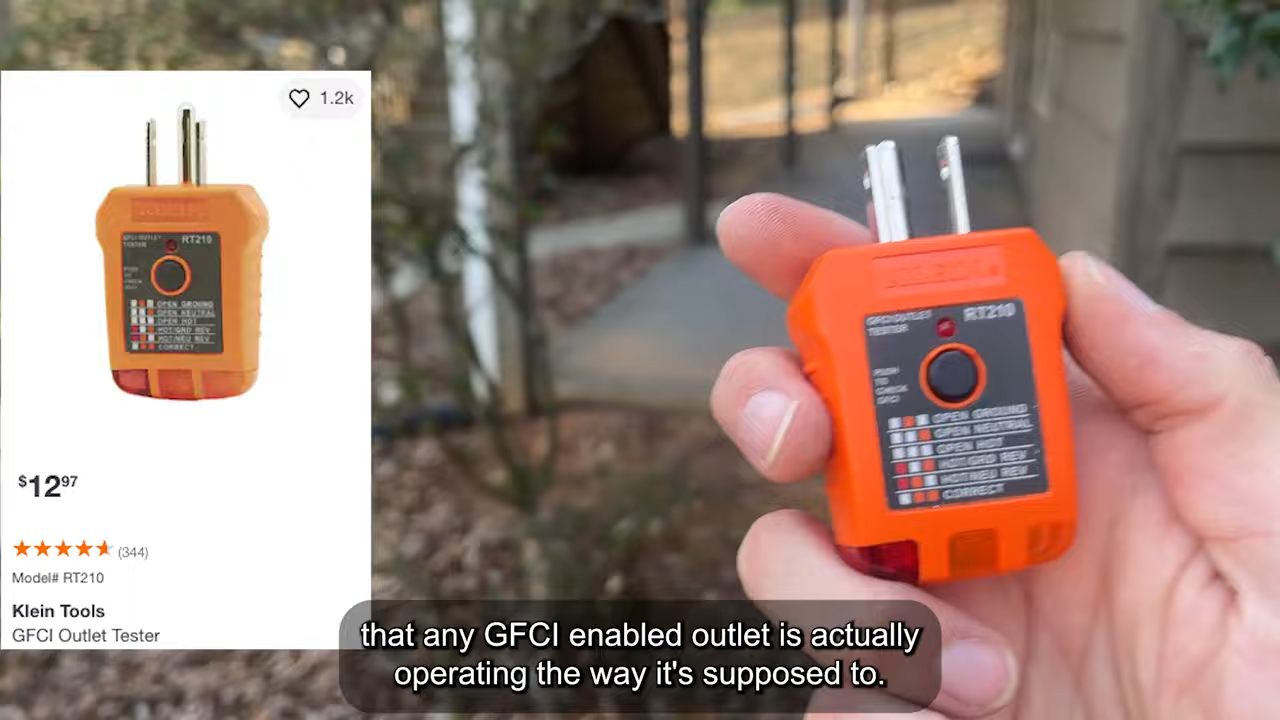 1.2k
GFCI OUTLET
TESTER
RT210
OPEN GROUND
OPEN NEUTRAL
OPEN HOT
HOT/GRD REV
HOT/NEU REV
CORRECT
$12.97
(344)
Model# RT210
Klein Tools
GFCI Outlet Tester
GFCI OUTLET
TESTER
RT210
PUSH
TO
CHECK
GFCI
OPEN GROUND
OPEN NEUTRAL
OPEN HOT
HOT/GRD REV
HOT/NEU REV
CORRECT
that any GFCI enabled outlet is actually
operating the way it's supposed to.